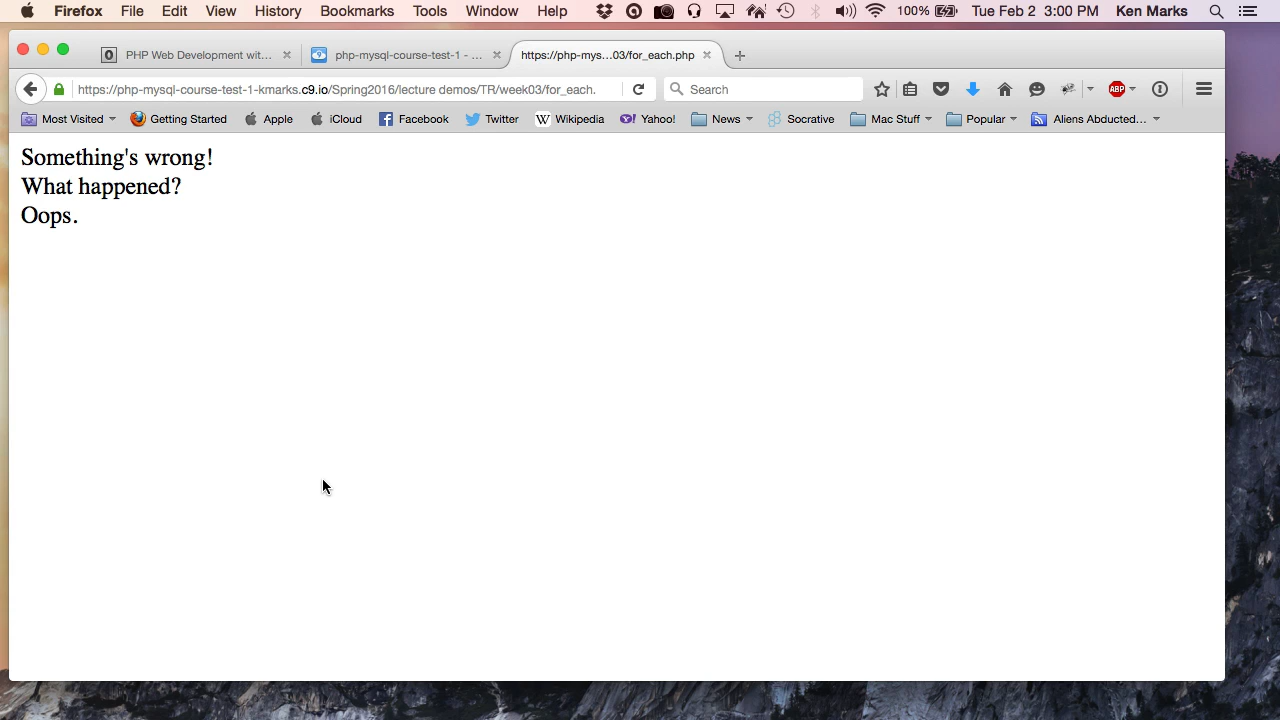 Firefox File Edit View History Bookmarks Tools Window Help 100% Tue Feb 2 3:00 PM Ken Marks
PHP Web Development wit... php-mysql-course-test-1 - ... https://php-mys...03/for_each.php
https://php-mysql-course-test-1-kmarks.c9.io/Spring2016/lecture demos/TR/week03/for_each. Search ABP
Most Visited Getting Started Apple iCloud Facebook Twitter W Wikipedia Y! Yahoo! News Socrative Mac Stuff Popular Aliens Abducted...
Something's wrong!
What happened?
Oops.